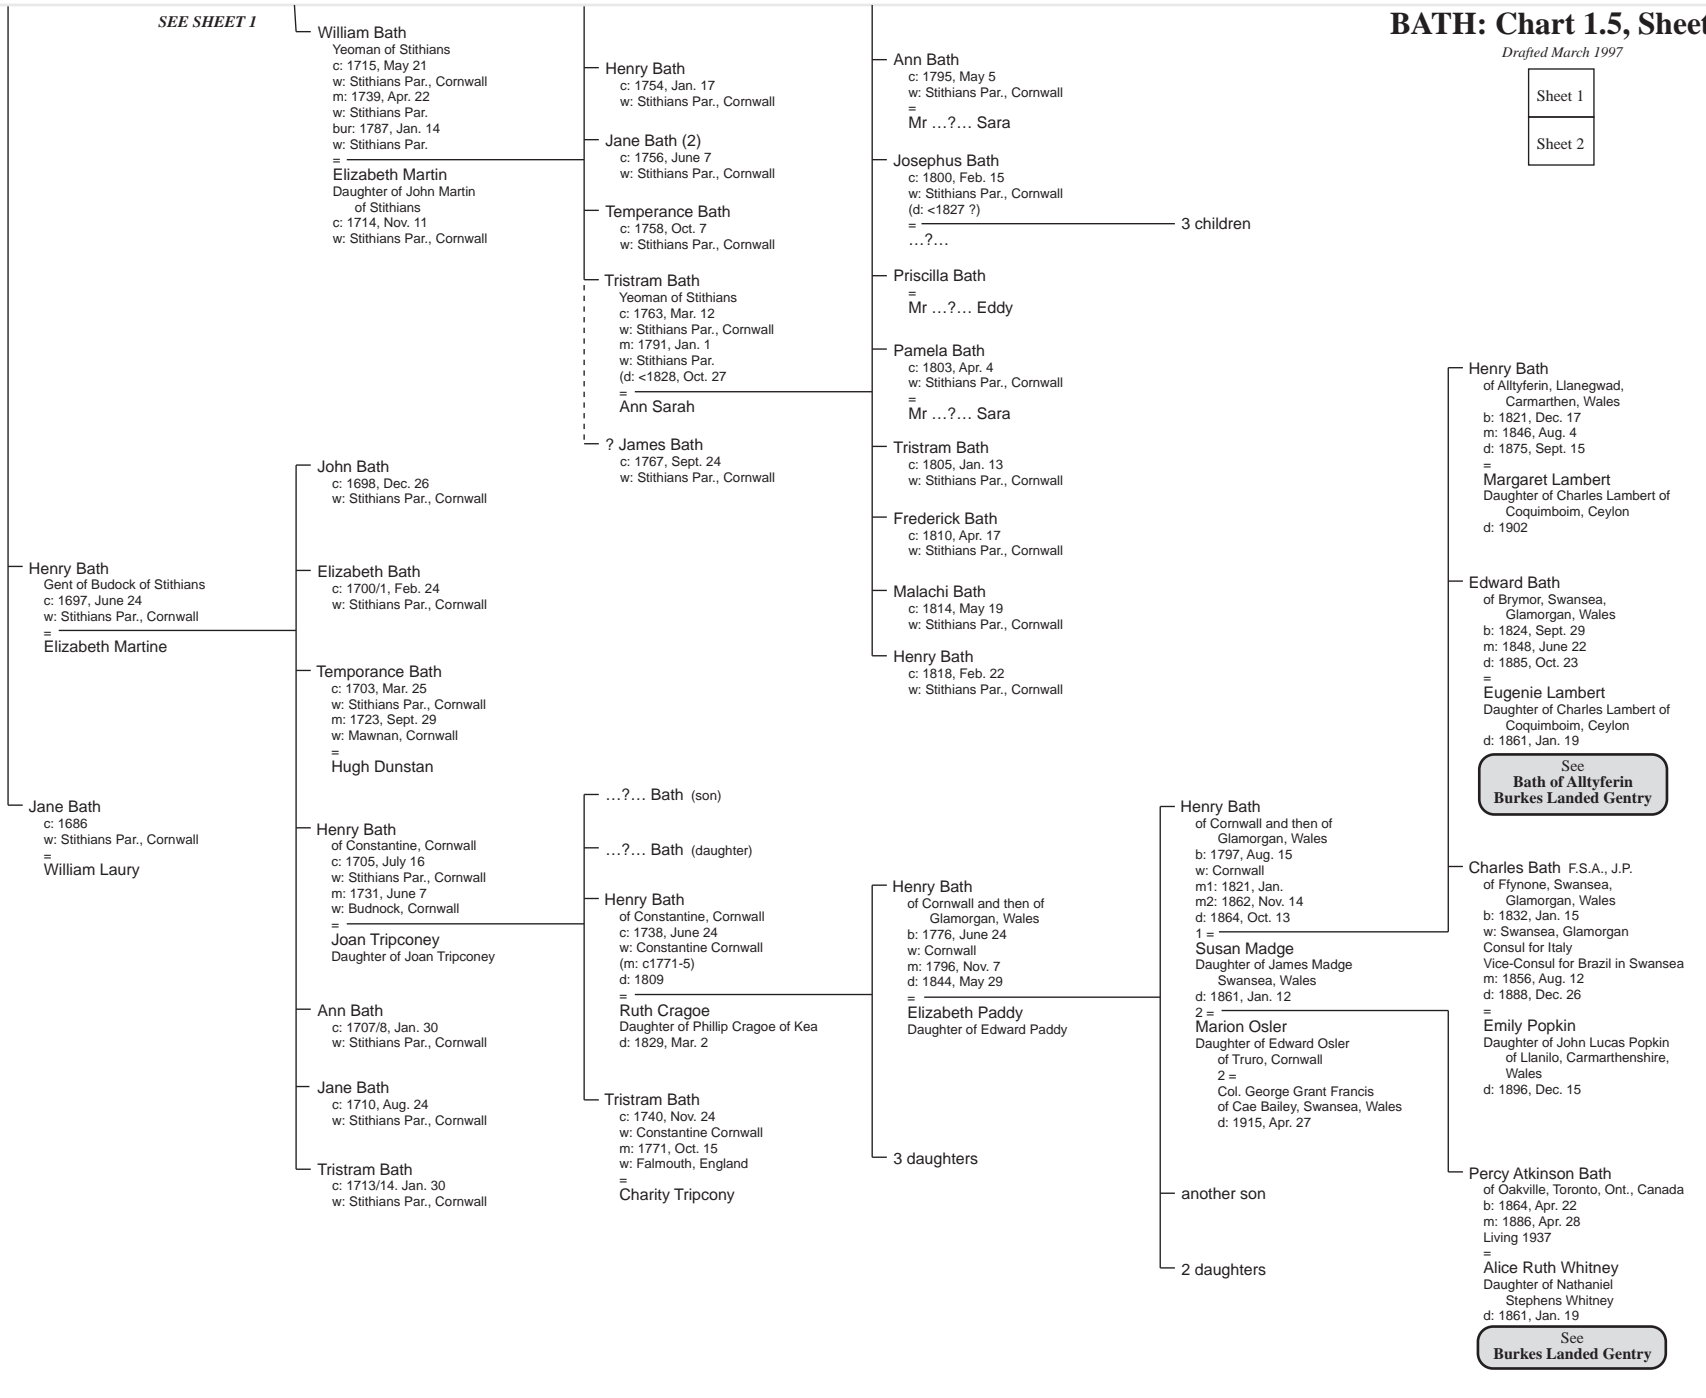 SEE SHEET 1
BATH: Chart 1.5, Sheet
Drafted March 1997
Sheet 1
Sheet 2
Henry Bath
Gent of Budock of Stithians
c: 1697, June 24
w: Stithians Par., Cornwall
=
Elizabeth Martine
Jane Bath
c: 1686
w: Stithians Par., Cornwall
=
William Laury
William Bath
Yeoman of Stithians
c: 1715, May 21
w: Stithians Par., Cornwall
m: 1739, Apr. 22
w: Stithians Par.
bur: 1787, Jan. 14
w: Stithians Par.
=
Elizabeth Martin
Daughter of John Martin
of Stithians
c: 1714, Nov. 11
w: Stithians Par., Cornwall
John Bath
c: 1698, Dec. 26
w: Stithians Par., Cornwall
Elizabeth Bath
c: 1700/1, Feb. 24
w: Stithians Par., Cornwall
Temporance Bath
c: 1703, Mar. 25
w: Stithians Par., Cornwall
m: 1723, Sept. 29
w: Mawnan, Cornwall
=
Hugh Dunstan
Henry Bath
of Constantine, Cornwall
c: 1705, July 16
w: Stithians Par., Cornwall
m: 1731, June 7
w: Budnock, Cornwall
=
Joan Tripconey
Daughter of Joan Tripconey
Ann Bath
c: 1707/8, Jan. 30
w: Stithians Par., Cornwall
Jane Bath
c: 1710, Aug. 24
w: Stithians Par., Cornwall
Tristram Bath
c: 1713/14. Jan. 30
w: Stithians Par., Cornwall
Henry Bath
c: 1754, Jan. 17
w: Stithians Par., Cornwall
Jane Bath (2)
c: 1756, June 7
w: Stithians Par., Cornwall
Temperance Bath
c: 1758, Oct. 7
w: Stithians Par., Cornwall
Tristram Bath
Yeoman of Stithians
c: 1763, Mar. 12
w: Stithians Par., Cornwall
m: 1791, Jan. 1
w: Stithians Par.
(d: <1828, Oct. 27
=
Ann Sarah
? James Bath
c: 1767, Sept. 24
w: Stithians Par., Cornwall
...?... Bath (son)
...?... Bath (daughter)
Henry Bath
of Constantine, Cornwall
c: 1738, June 24
w: Constantine Cornwall
(m: c1771-5)
d: 1809
=
Ruth Cragoe
Daughter of Phillip Cragoe of Kea
d: 1829, Mar. 2
Tristram Bath
c: 1740, Nov. 24
w: Constantine Cornwall
m: 1771, Oct. 15
w: Falmouth, England
=
Charity Tripcony
Ann Bath
c: 1795, May 5
w: Stithians Par., Cornwall
=
Mr ...?... Sara
Josephus Bath
c: 1800, Feb. 15
w: Stithians Par., Cornwall
(d: <1827 ?)
=
...?...
3 children
Priscilla Bath
=
Mr ...?... Eddy
Pamela Bath
c: 1803, Apr. 4
w: Stithians Par., Cornwall
=
Mr ...?... Sara
Tristram Bath
c: 1805, Jan. 13
w: Stithians Par., Cornwall
Frederick Bath
c: 1810, Apr. 17
w: Stithians Par., Cornwall
Malachi Bath
c: 1814, May 19
w: Stithians Par., Cornwall
Henry Bath
c: 1818, Feb. 22
w: Stithians Par., Cornwall
Henry Bath
of Cornwall and then of
Glamorgan, Wales
b: 1776, June 24
w: Cornwall
m: 1796, Nov. 7
d: 1844, May 29
=
Elizabeth Paddy
Daughter of Edward Paddy
3 daughters
Henry Bath
of Cornwall and then of
Glamorgan, Wales
b: 1797, Aug. 15
w: Cornwall
m1: 1821, Jan.
m2: 1862, Nov. 14
d: 1864, Oct. 13
1 =
Susan Madge
Daughter of James Madge
Swansea, Wales
d: 1861, Jan. 12
2 =
Marion Osler
Daughter of Edward Osler
of Truro, Cornwall
2 =
Col. George Grant Francis
of Cae Bailey, Swansea, Wales
d: 1915, Apr. 27
another son
2 daughters
Henry Bath
of Alltyferin, Llanegwad,
Carmarthen, Wales
b: 1821, Dec. 17
m: 1846, Aug. 4
d: 1875, Sept. 15
=
Margaret Lambert
Daughter of Charles Lambert of
Coquimboim, Ceylon
d: 1902
Edward Bath
of Brymor, Swansea,
Glamorgan, Wales
b: 1824, Sept. 29
m: 1848, June 22
d: 1885, Oct. 23
=
Eugenie Lambert
Daughter of Charles Lambert of
Coquimboim, Ceylon
d: 1861, Jan. 19
See
Bath of Alltyferin
Burkes Landed Gentry
Charles Bath F.S.A., J.P.
of Ffynone, Swansea,
Glamorgan, Wales
b: 1832, Jan. 15
w: Swansea, Glamorgan
Consul for Italy
Vice-Consul for Brazil in Swansea
m: 1856, Aug. 12
d: 1888, Dec. 26
=
Emily Popkin
Daughter of John Lucas Popkin
of Llanilo, Carmarthenshire,
Wales
d: 1896, Dec. 15
Percy Atkinson Bath
of Oakville, Toronto, Ont., Canada
b: 1864, Apr. 22
m: 1886, Apr. 28
Living 1937
=
Alice Ruth Whitney
Daughter of Nathaniel
Stephens Whitney
d: 1861, Jan. 19
See
Burkes Landed Gentry